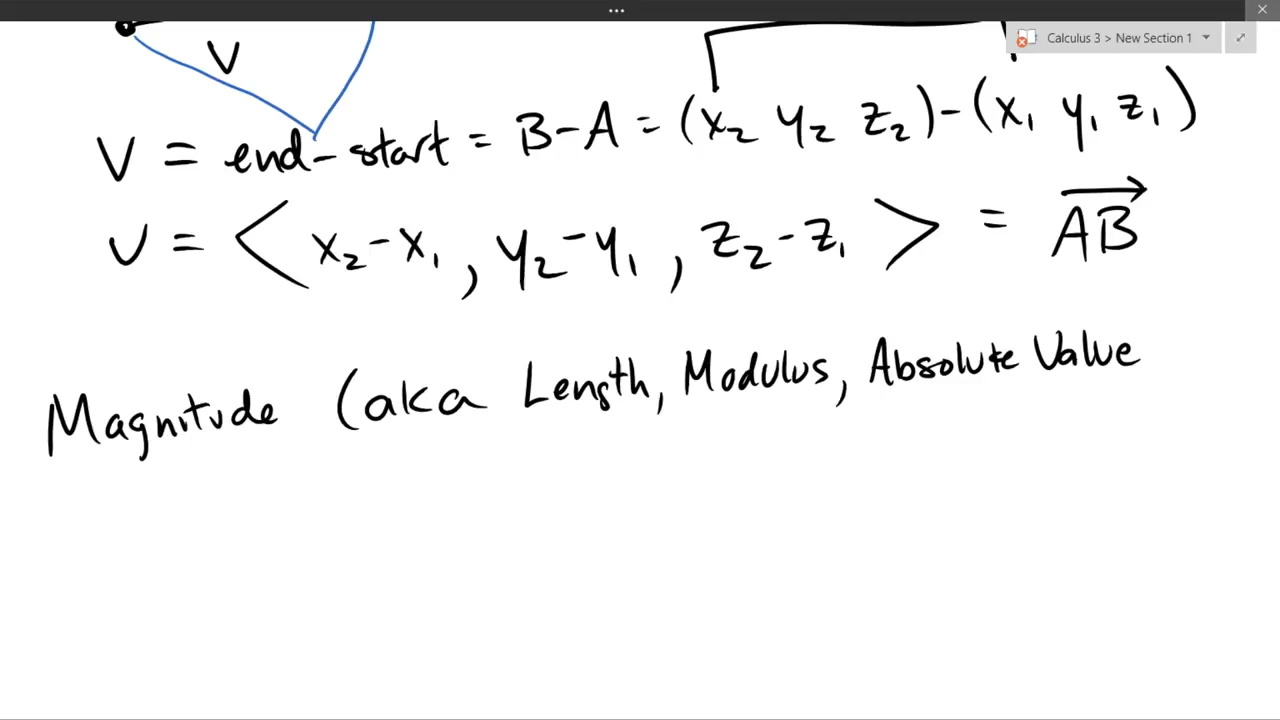 ...
Calculus 3 > New Section 1
V
V = end - start = B - A = (x₂ y₂ z₂) - (x₁ y₁ z₁)
V = < x₂ - x₁ , y₂ - y₁ , z₂ - z₁ > = \overrightarrow{AB}
Magnitude (aka Length, Modulus, Absolute Value